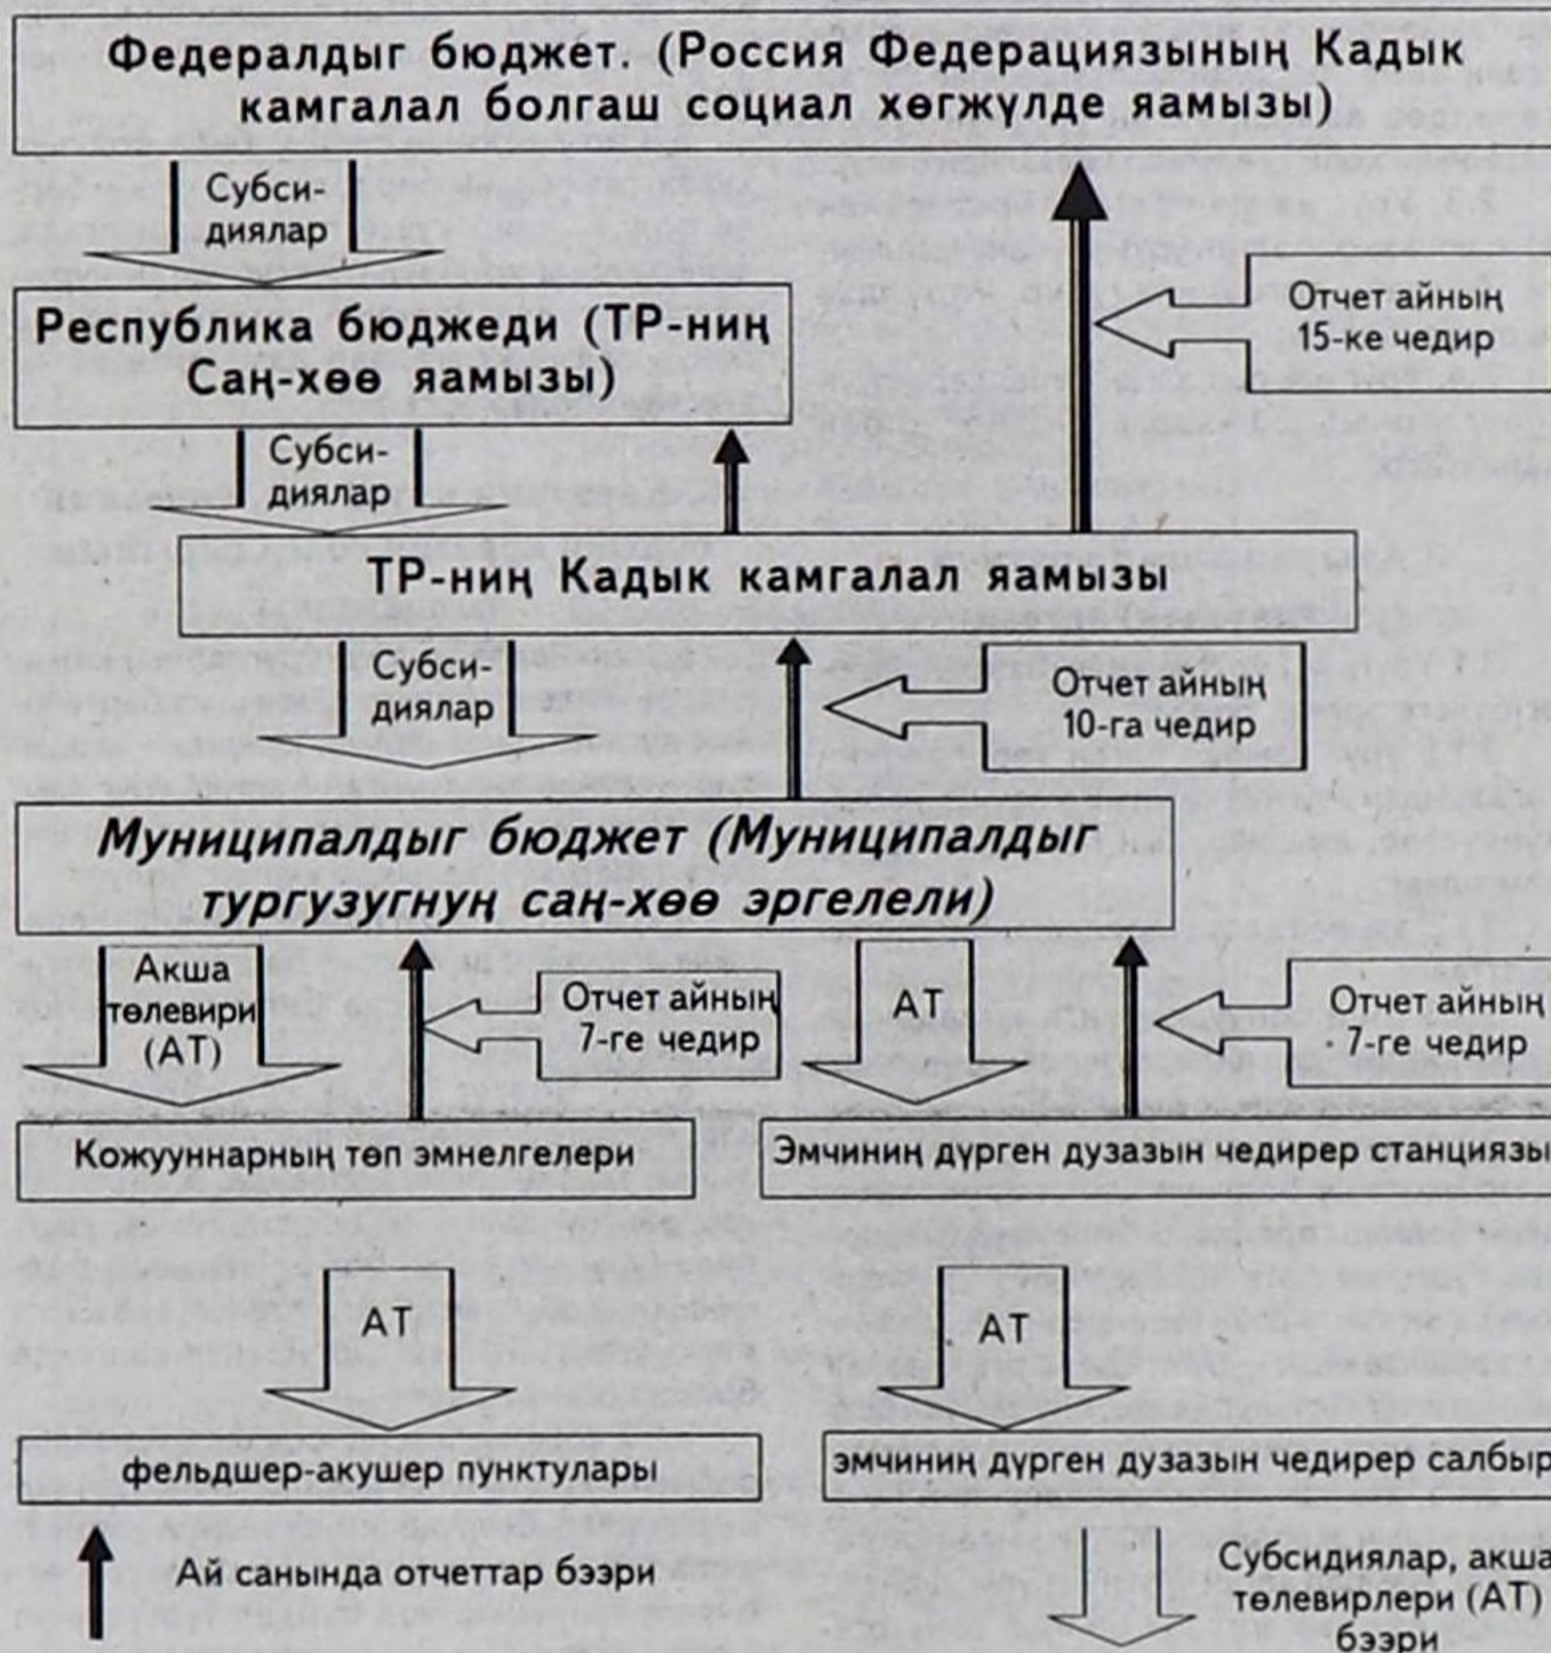 Федералдыг бюджет. (Россия Федерациязының Кадык
камгалал болгаш социал хөгжүлде яамызы)
Субси-
диялар
Отчет айның
15-ке чедир
Республика бюджеди (ТР-ниң
Саң-хөө яамызы)
Субси-
диялар
ТР-ниң Кадык камгалал яамызы
Субси-
диялар
Отчет айның
10-га чедир
Муниципалдыг бюджет (Муниципалдыг
тургузугнуң саң-хөө эргелели)
Акша
төлевири
(АТ)
Отчет айның
7-ге чедир
АТ
Отчет айның
7-ге чедир
Кожууннарның төп эмнелгелери
Эмчиниң дүрген дузазын чедирер станциязы
АТ
АТ
фельдшер-акушер пунктулары
эмчиниң дүрген дузазын чедирер салбыр
Ай санында отчеттар бээри
Субсидиялар, акша
төлевирлери (АТ)
бээри